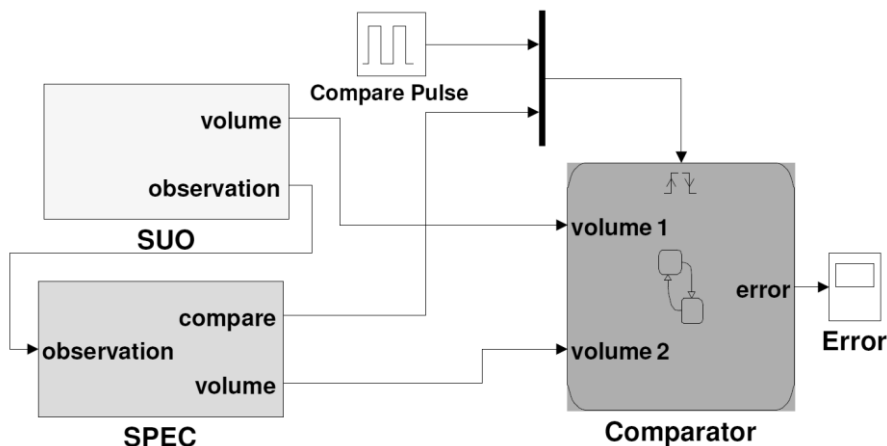 Compare Pulse
volume
observation
SUO
volume 1
compare
error
observation
volume 2
Error
volume
SPEC
Comparator